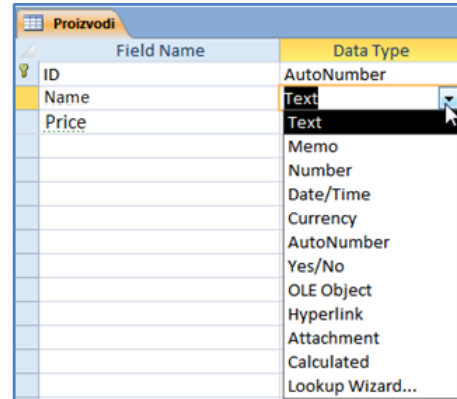 Proizvodi
Field Name Data Type
ID AutoNumber
Name Text
Price Text
Memo
Number
Date/Time
Currency
AutoNumber
Yes/No
OLE Object
Hyperlink
Attachment
Calculated
Lookup Wizard...